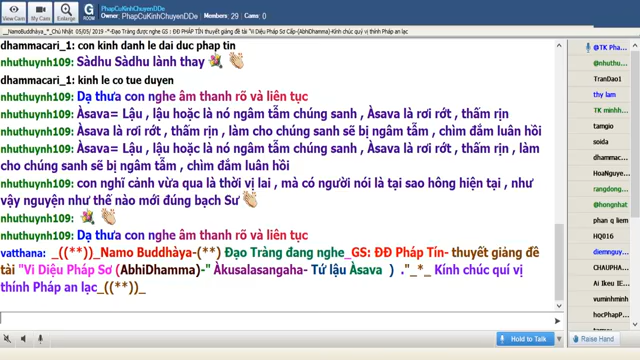 PhapCuKinhChuyenDDe
Owner: PhapCuKinhChuyenDDe   Members: 29   Cams: 0
G
ROOM
View Cam
My Cam
Enlarge
_NamoBuddhàya_*_Chủ Nhật 05/05/2019 -*-Đạo Tràng được nghe GS : ĐĐ PHÁP TÍN thuyết giảng đề tài "Vi Diệu Pháp Sơ Cấp-(AbhiDhamma)-Kính chúc quý vị thính Pháp an lạc
dhammacari_1: con kinh danh le dai duc phap tin
nhuthuynh109: Sàdhu Sàdhu lành thay
dhammacari_1: kinh le co tue duyen
nhuthuynh109: Dạ thưa con nghe âm thanh rõ và liên tục
nhuthuynh109: Àsava= Lậu , lậu hoặc là nó ngâm tẩm chúng sanh , Àsava là rơi rớt, thấm rịn
nhuthuynh109: Àsava là rơi rớt, thấm rịn, làm cho chúng sanh sẽ bị ngâm tẩm , chìm đắm luân hồi
nhuthuynh109: Àsava= Lậu , lậu hoặc là nó ngâm tẩm chúng sanh , Àsava là rơi rớt, thấm rịn, làm
cho chúng sanh sẽ bị ngâm tẩm , chìm đắm luân hồi
nhuthuynh109: con nghĩ cảnh vừa qua là thời vị lai , mà có người nói là tại sao hông hiện tại , như
vậy nguyện như thế nào mới đúng bạch Sư
nhuthuynh109:
nhuthuynh109: Dạ thưa con nghe âm thanh rõ và liên tục
vatthana: _((**))_Namo Buddhàya-(**) Đạo Tràng đang nghe_GS: ĐĐ Pháp Tín- thuyết giảng đề
tài "Vi Diệu Pháp Sơ (AbhiDhamma)-" Àkusalasangaha- Tứ lậu Àsava ) ."_*_ Kính chúc quí vị
thính Pháp an lạc_((**))_
@TK Phap
@nhuthu
TranDao1
thy lam
TK minhh
tamgio
soida
dhammac
HoaNguye
rangdong
@hongnhat
phan q liem
HQ016
diemnguy
CHAUPHA
Ai Ikeu IE
vuminhminh
hocPhapP
Hold to Talk
Raise Hand